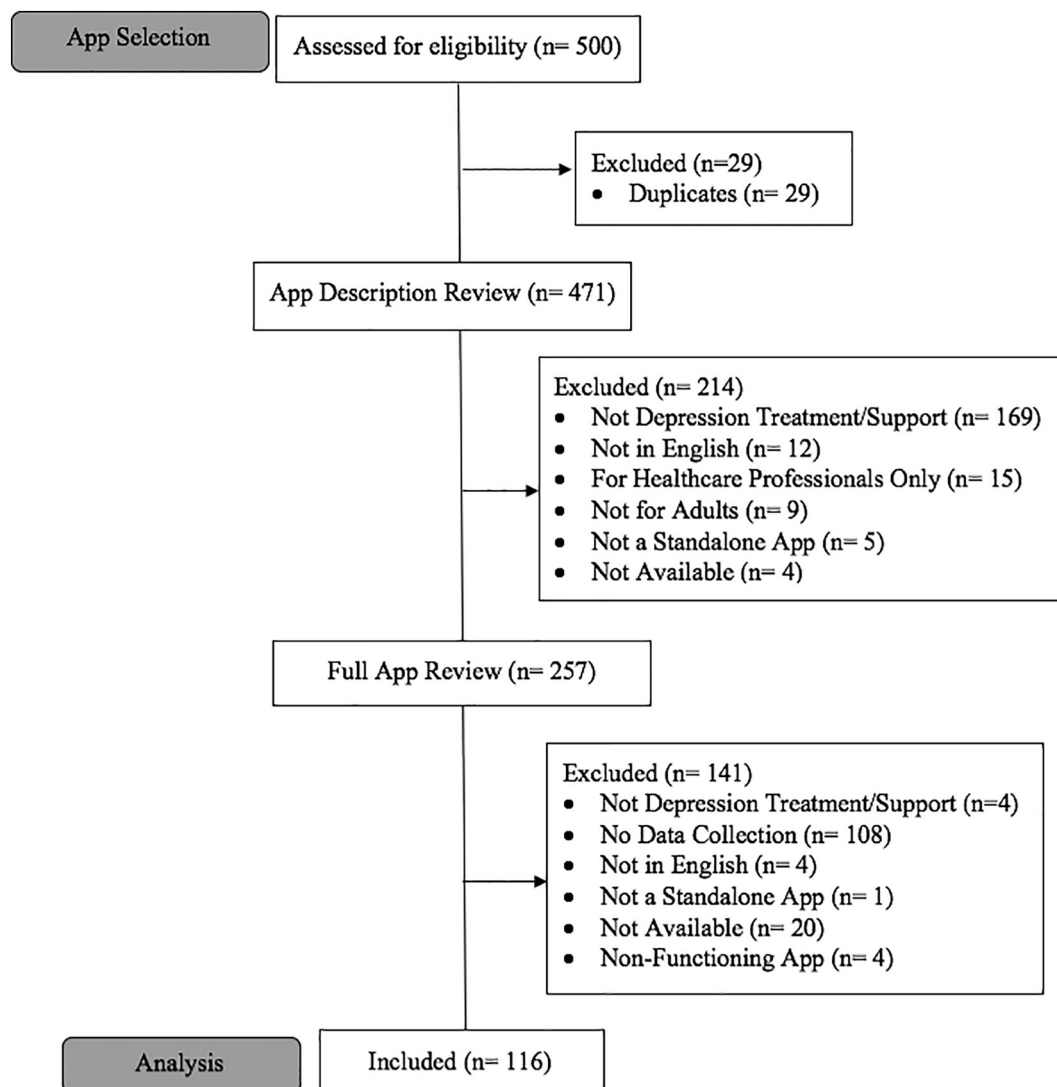 App Selection
Assessed for eligibility (n= 500)
Excluded (n=29)
• Duplicates (n= 29)
App Description Review (n= 471)
Excluded (n= 214)
• Not Depression Treatment/Support (n= 169)
• Not in English (n= 12)
• For Healthcare Professionals Only (n= 15)
• Not for Adults (n= 9)
• Not a Standalone App (n= 5)
• Not Available (n= 4)
Full App Review (n= 257)
Excluded (n= 141)
• Not Depression Treatment/Support (n=4)
• No Data Collection (n= 108)
• Not in English (n= 4)
• Not a Standalone App (n= 1)
• Not Available (n= 20)
• Non-Functioning App (n= 4)
Analysis
Included (n= 116)